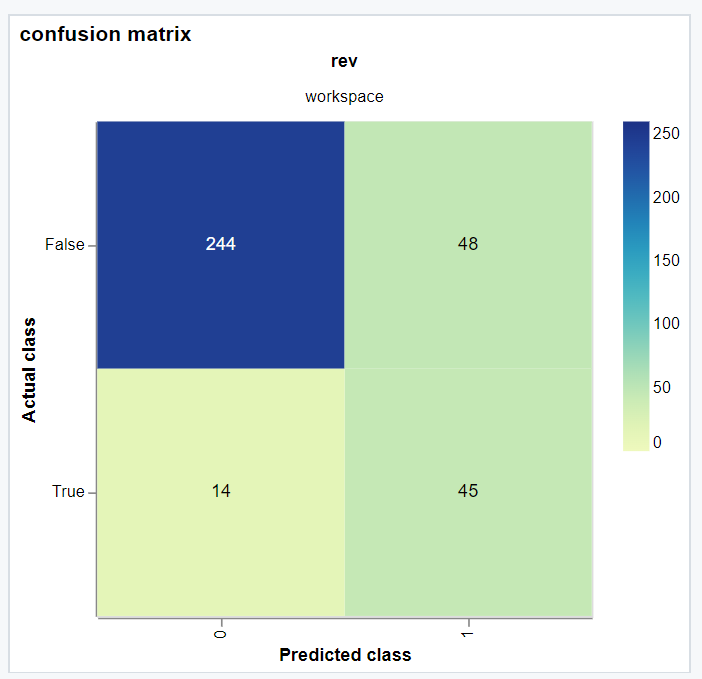 confusion matrix
rev
workspace
False
244
48
True
14
45
Actual class
0
1
Predicted class
250
200
150
100
50
0